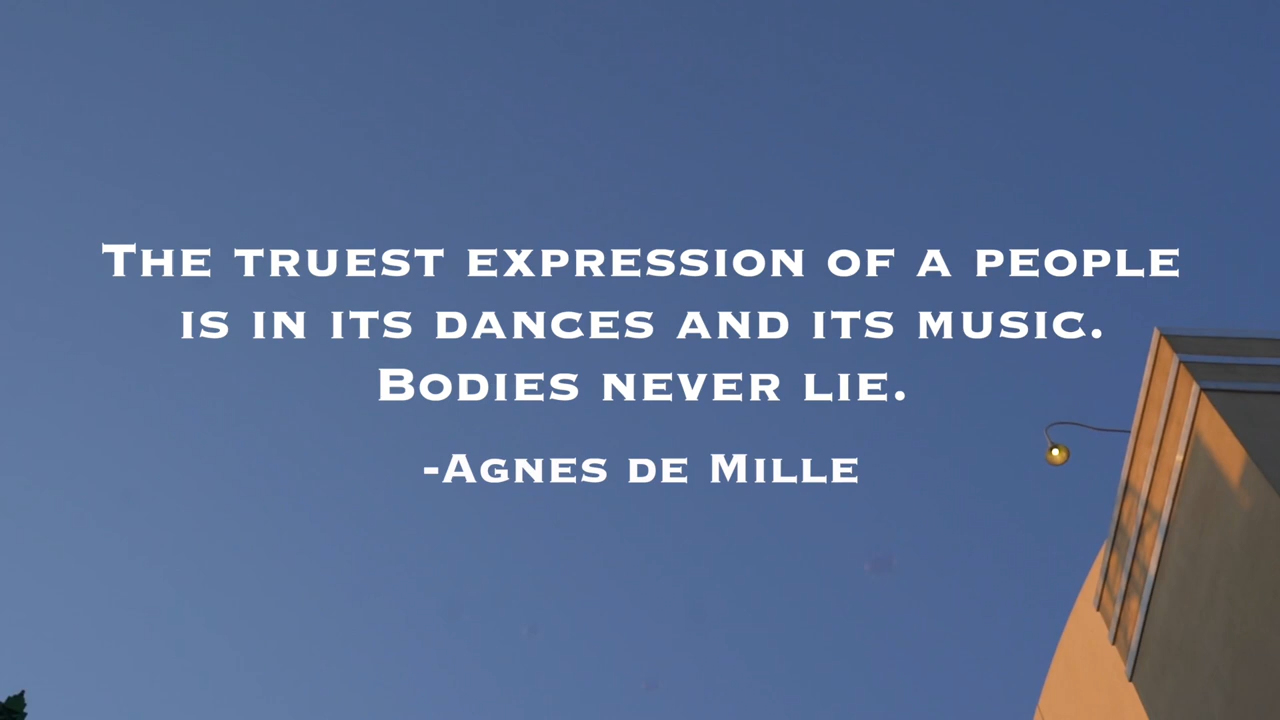 The truest expression of a people
is in its dances and its music.
Bodies never lie.
-Agnes de Mille